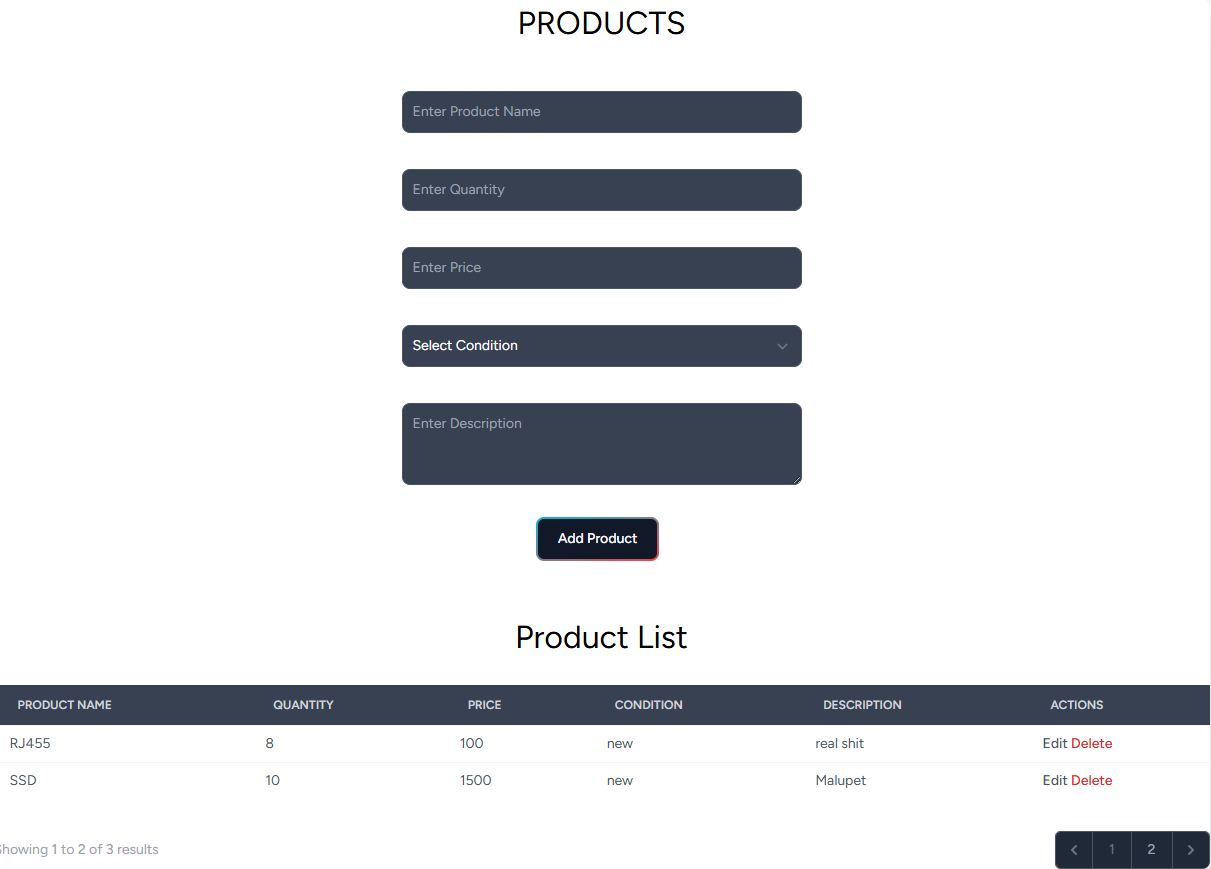 PRODUCTS
Enter Product Name
Enter Quantity
Enter Price
Select Condition
Enter Description
Add Product
Product List
PRODUCT NAME QUANTITY PRICE CONDITION DESCRIPTION ACTIONS
RJ455 8 100 new real shit Edit Delete
SSD 10 1500 new Malupet Edit Delete
Showing 1 to 2 of 3 results 1 2